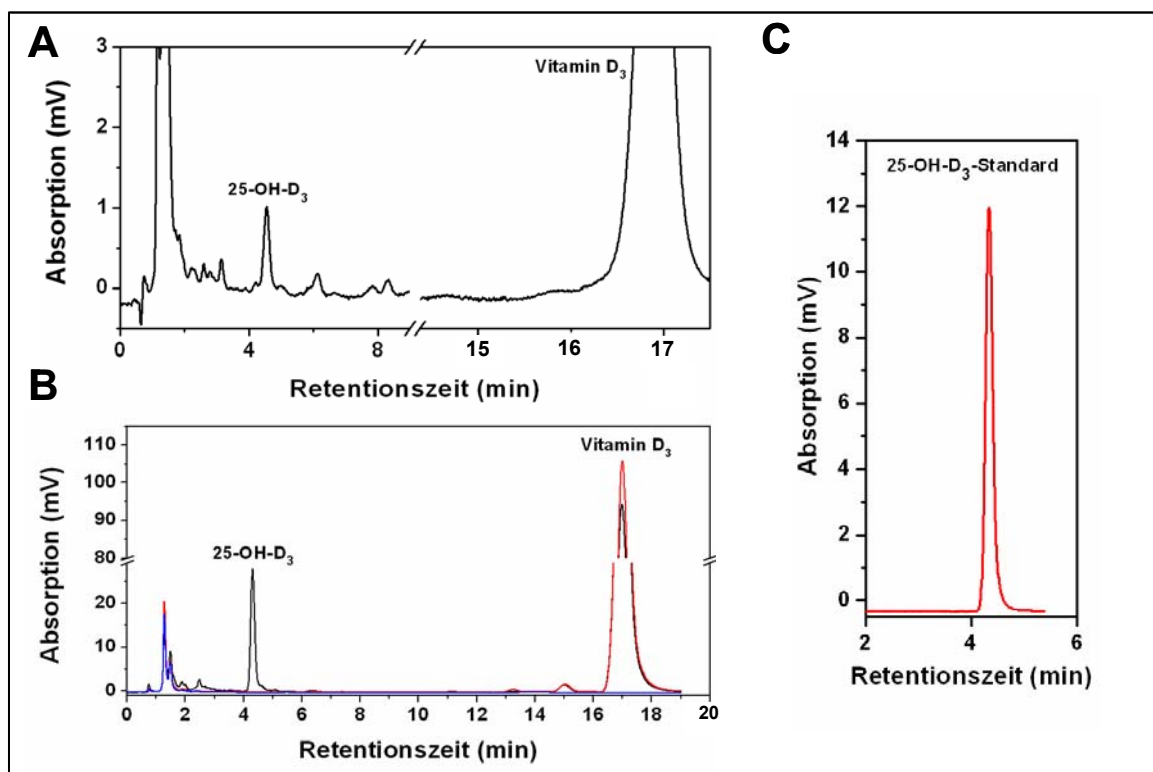 A
Absorption (mV)
3
2
1
0
25-OH-D3
Vitamin D3
0 4 8 15 16 17
Retentionszeit (min)
B
Absorption (mV)
110
100
90
80
20
10
0
25-OH-D3
Vitamin D3
0 2 4 6 8 10 12 14 16 18 20
Retentionszeit (min)
C
Absorption (mV)
14
12
10
8
6
4
2
0
25-OH-D3-Standard
2 4 6
Retentionszeit (min)